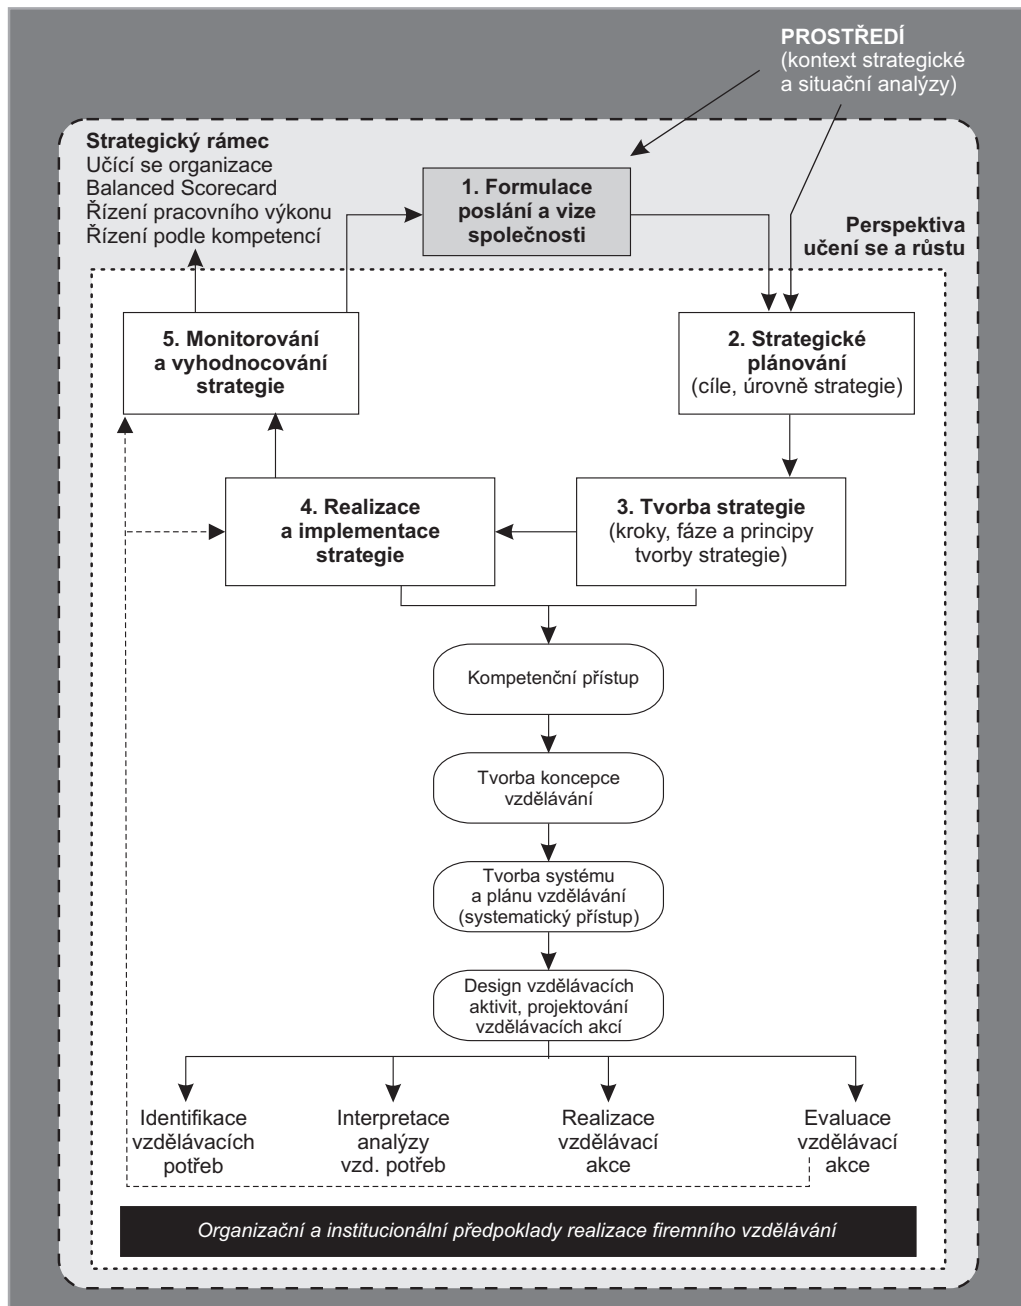 PROSTŘEDÍ
(kontext strategické
a situační analýzy)
Strategický rámec
Učící se organizace
Balanced Scorecard
Řízení pracovního výkonu
Řízení podle kompetencí
1. Formulace
poslání a vize
společnosti
Perspektiva
učení se a růstu
5. Monitorování
a vyhodnocování
strategie
2. Strategické
plánování
(cíle, úrovně strategie)
4. Realizace
a implementace
strategie
3. Tvorba strategie
(kroky, fáze a principy
tvorby strategie)
Kompetenční přístup
Tvorba koncepce
vzdělávání
Tvorba systému
a plánu vzdělávání
(systematický přístup)
Design vzdělávacích
aktivit, projektování
vzdělávacích akcí
Identifikace
vzdělávacích
potřeb
Interpretace
analýzy
vzd. potřeb
Realizace
vzdělávací
akce
Evaluace
vzdělávací
akce
Organizační a institucionální předpoklady realizace firemního vzdělávání